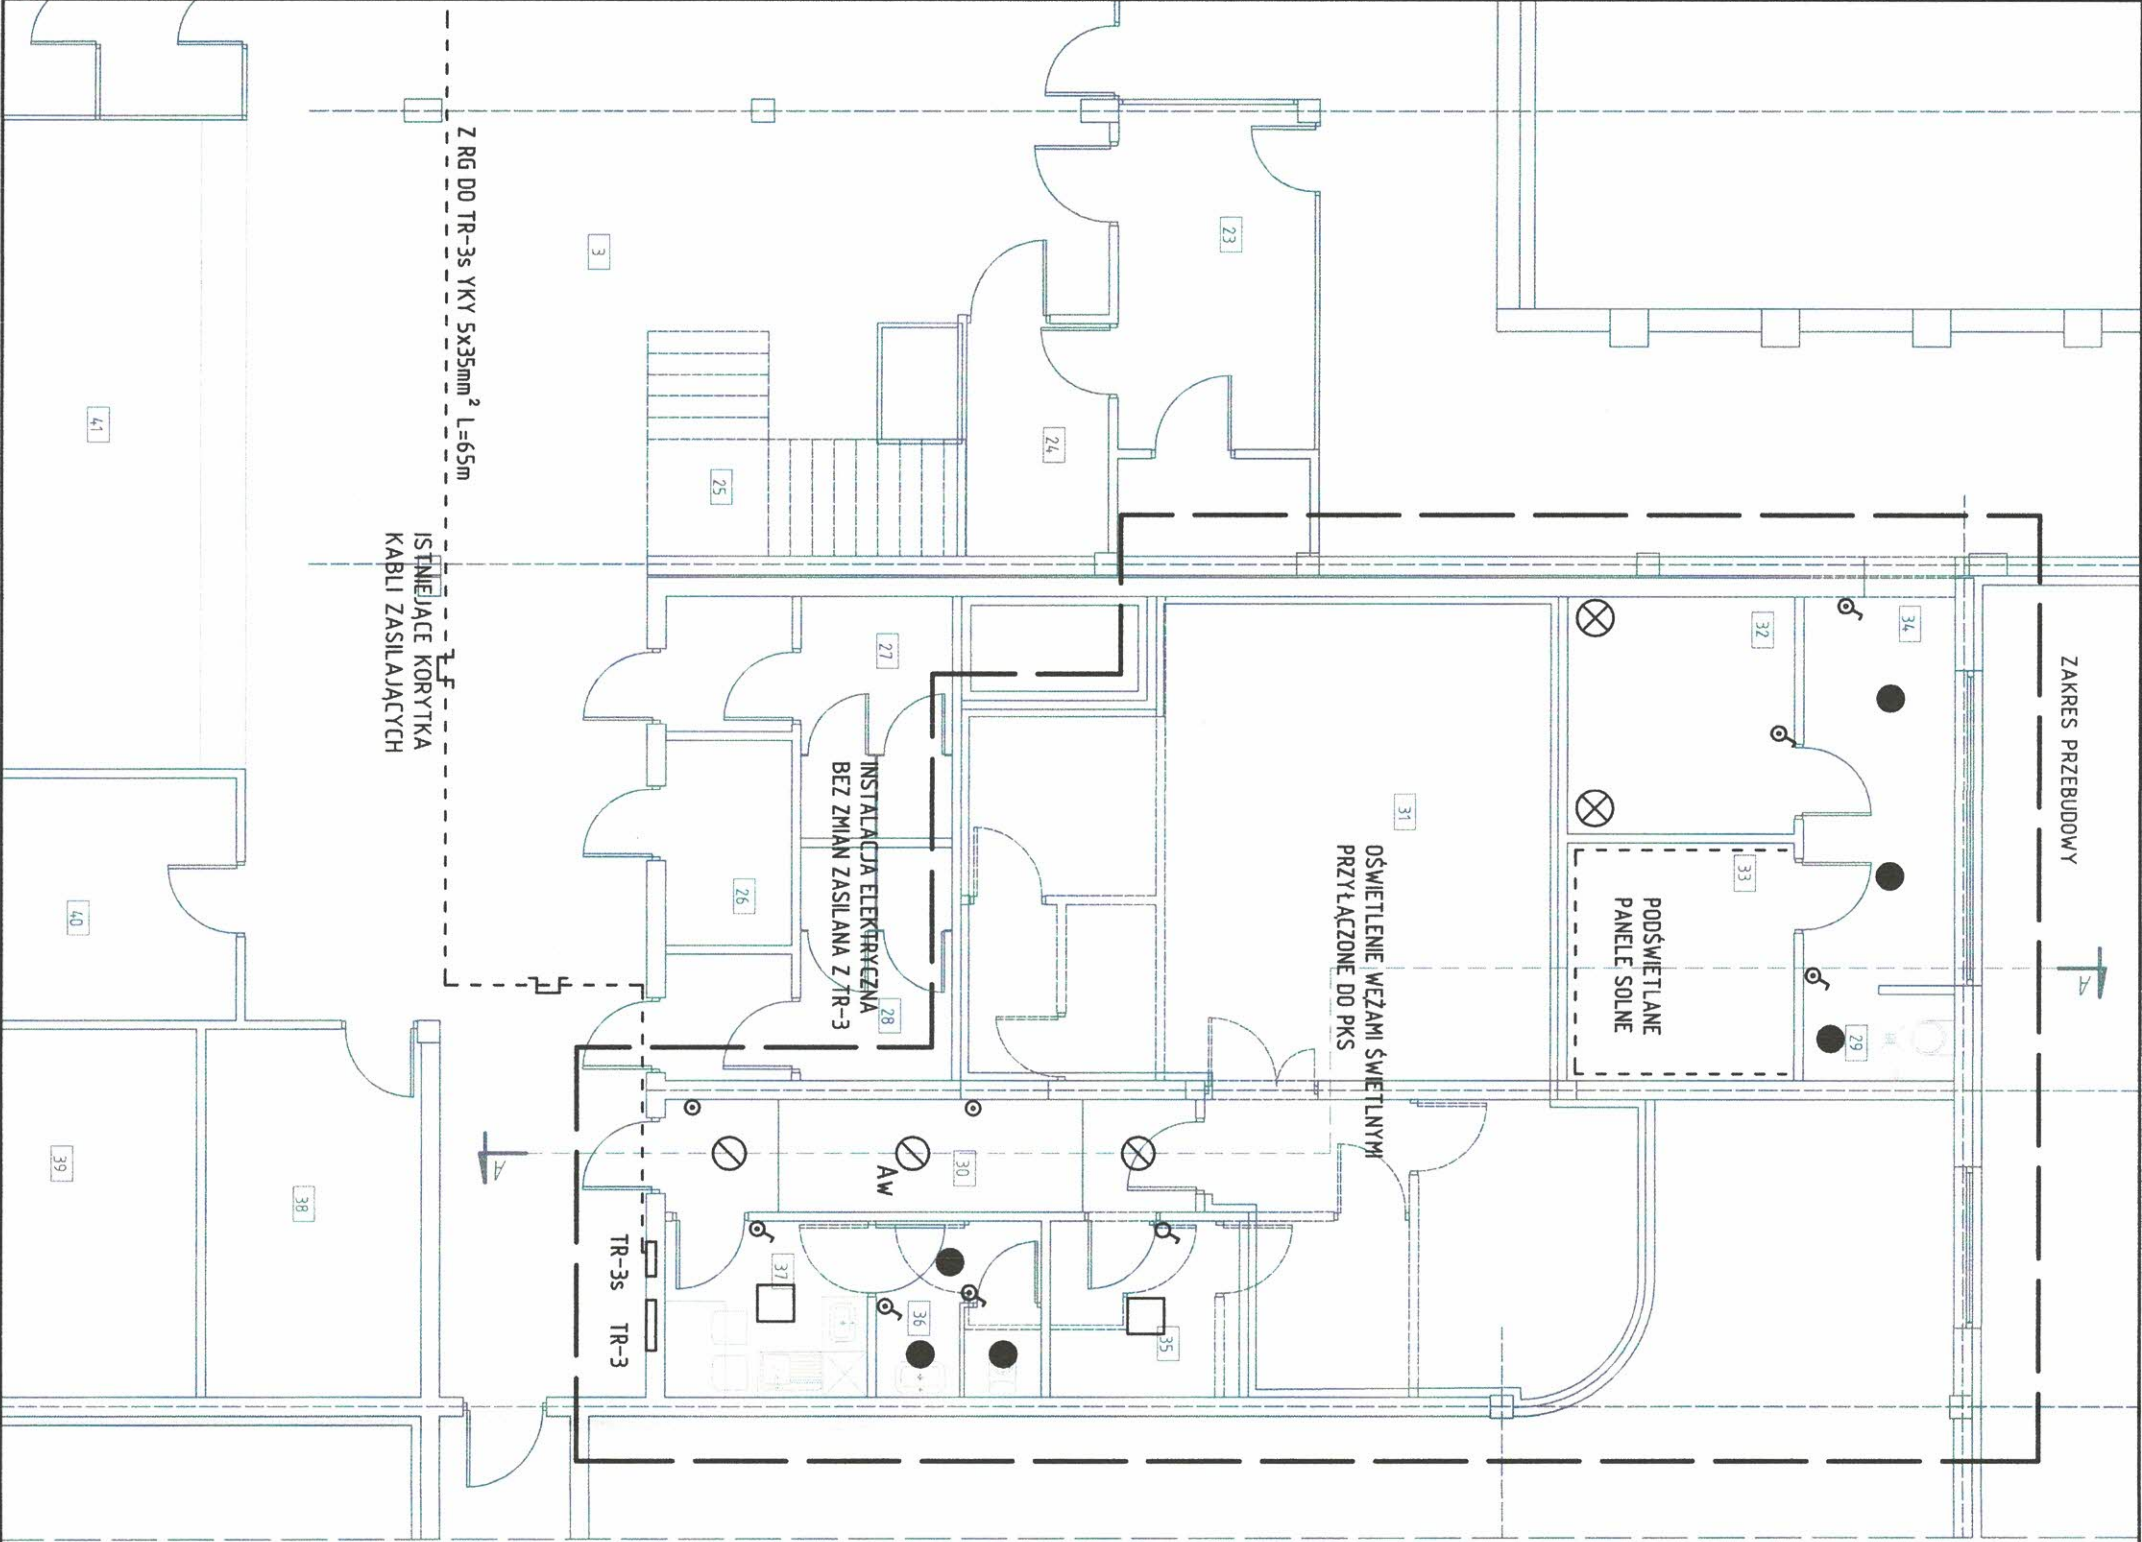 ZAKRES PRZEBUDOWY
34
32
33
PODŚWIETLANE
PANELE SOLNE
29
31
OŚWIETLENIE WĘŻAMI ŚWIETLNYMI
PRZYŁĄCZONE DO PKS
23
24
25
3
Z RG DO TR-3s YKY 5x35mm² L=65m
ISTNIEJĄCE KORYTKA
KABLI ZASILAJĄCYCH
27
INSTALACJA ELEKTRYCZNA
BEZ ZMIAN ZASILANA Z TR-3
26
28
30
Aw
35
36
37
TR-3s TR-3
A
A
41
40
39
38